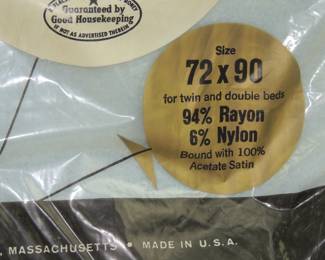 Guaranteed by
Good Housekeeping
IF NOT AS ADVERTISED THEREIN
Size
72 x 90
for twin and double beds
94% Rayon
6% Nylon
Bound with 100%
Acetate Satin
MASSACHUSETTS • MADE IN U.S.A.